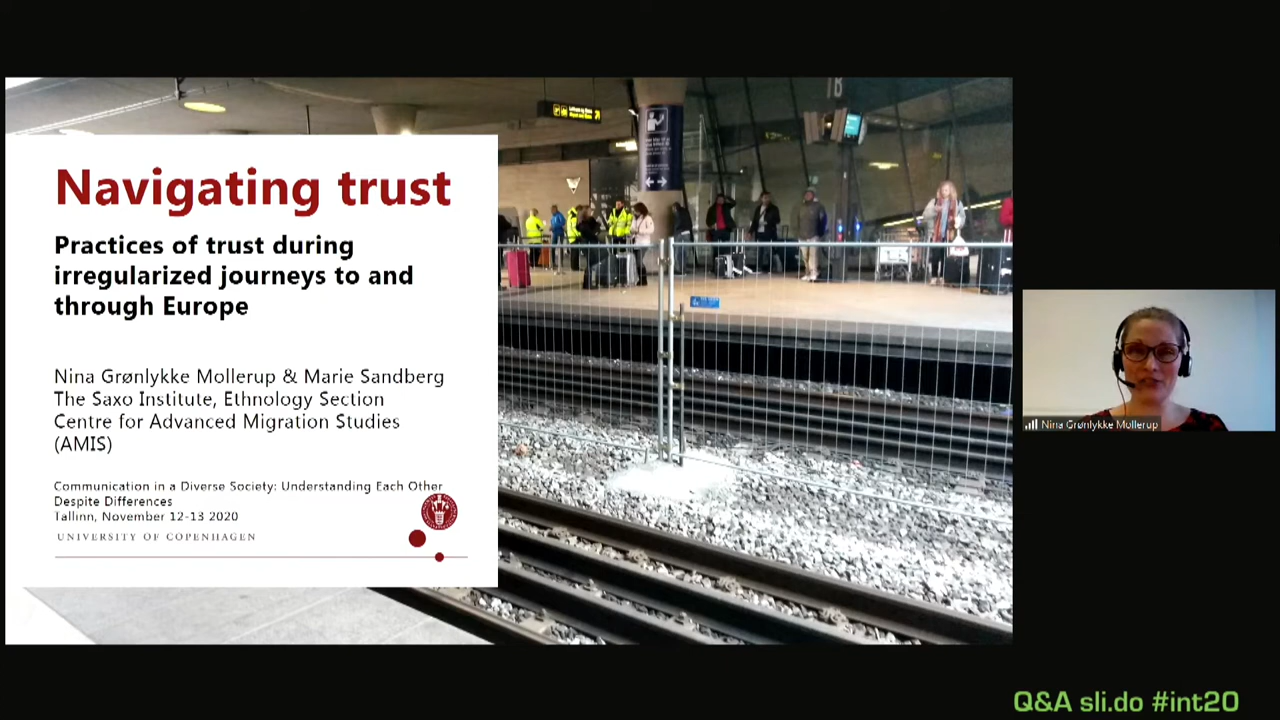 Navigating trust
Practices of trust during
irregularized journeys to and
through Europe
Nina Grønlykke Mollerup & Marie Sandberg
The Saxo Institute, Ethnology Section
Centre for Advanced Migration Studies
(AMIS)
Communication in a Diverse Society: Understanding Each Other
Despite Differences
Tallinn, November 12-13 2020
UNIVERSITY OF COPENHAGEN
B
Nina Grønlykke Mollerup
Q&A sli.do #int20